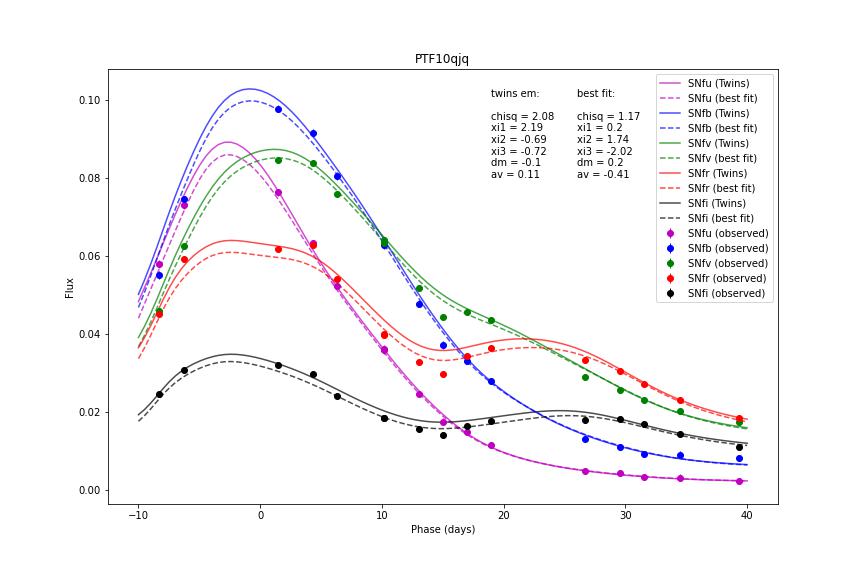 PTF10qjq
twins em:
chisq = 2.08
xi1 = 2.19
xi2 = -0.69
xi3 = -0.72
dm = -0.1
av = 0.11
best fit:
chisq = 1.17
xi1 = 0.2
xi2 = 1.74
xi3 = -2.02
dm = 0.2
av = -0.41
SNfu (Twins)
SNfu (best fit)
SNfb (Twins)
SNfb (best fit)
SNfv (Twins)
SNfv (best fit)
SNfr (Twins)
SNfr (best fit)
SNfi (Twins)
SNfi (best fit)
SNfu (observed)
SNfb (observed)
SNfv (observed)
SNfr (observed)
SNfi (observed)
Flux
0.10
0.08
0.06
0.04
0.02
0.00
−10
0
10
20
30
40
Phase (days)